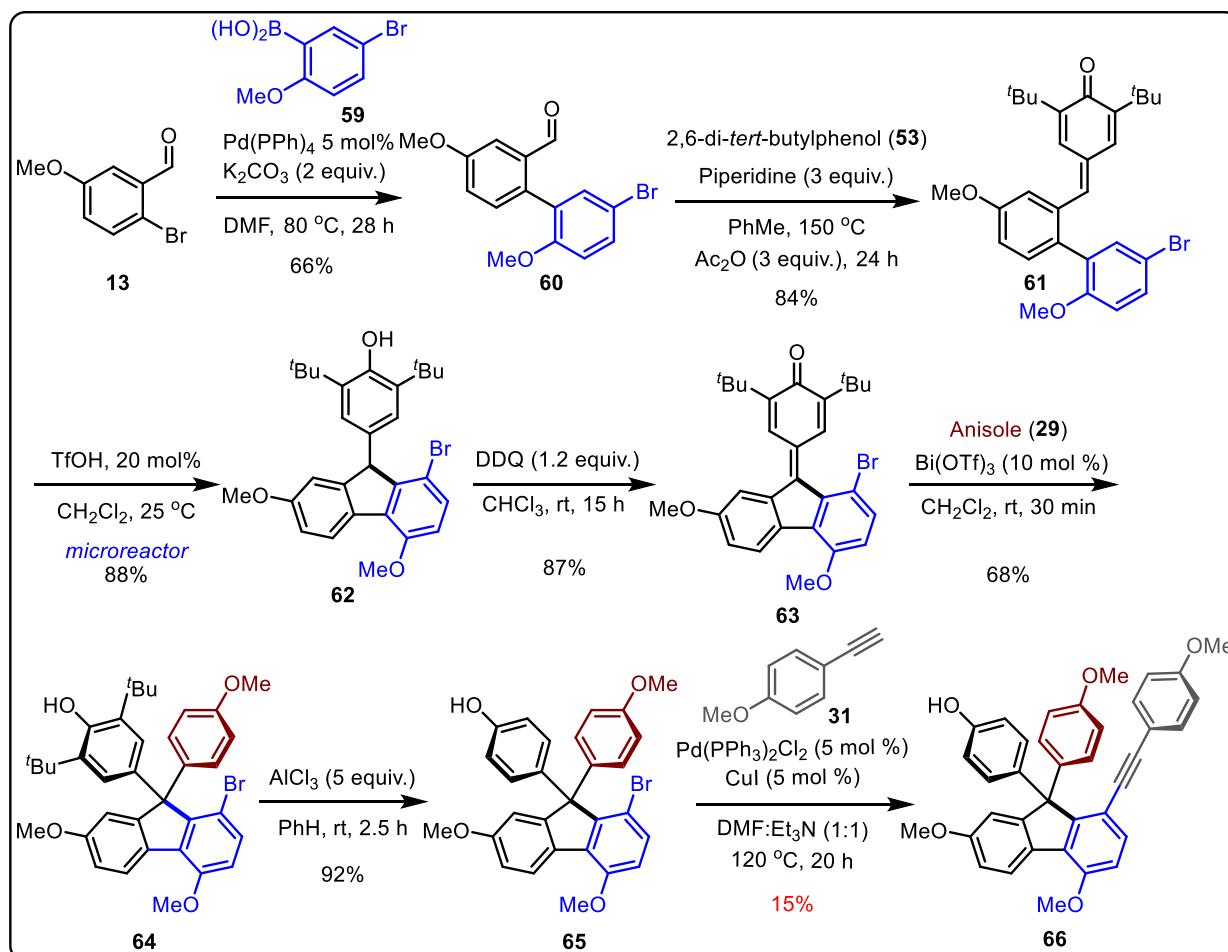 (HO)2B
Br
MeO
59
O
MeO
Br
13
Pd(PPh)4 5 mol%
K2CO3 (2 equiv.)
DMF, 80 oC, 28 h
66%
O
MeO
Br
MeO
60
2,6-di-tert-butylphenol (53)
Piperidine (3 equiv.)
PhMe, 150 oC
Ac2O (3 equiv.), 24 h
84%
O
tBu
tBu
MeO
Br
61
MeO
TfOH, 20 mol%
CH2Cl2, 25 oC
microreactor
88%
OH
tBu
tBu
Br
MeO
MeO
62
DDQ (1.2 equiv.)
CHCl3, rt, 15 h
87%
O
tBu
tBu
Br
MeO
MeO
63
Anisole (29)
Bi(OTf)3 (10 mol %)
CH2Cl2, rt, 30 min
68%
tBu
OMe
HO
tBu
Br
MeO
MeO
64
AlCl3 (5 equiv.)
PhH, rt, 2.5 h
92%
HO
OMe
Br
MeO
MeO
65
MeO
31
Pd(PPh3)2Cl2 (5 mol %)
CuI (5 mol %)
DMF:Et3N (1:1)
120 oC, 20 h
15%
OMe
OMe
HO
MeO
MeO
66